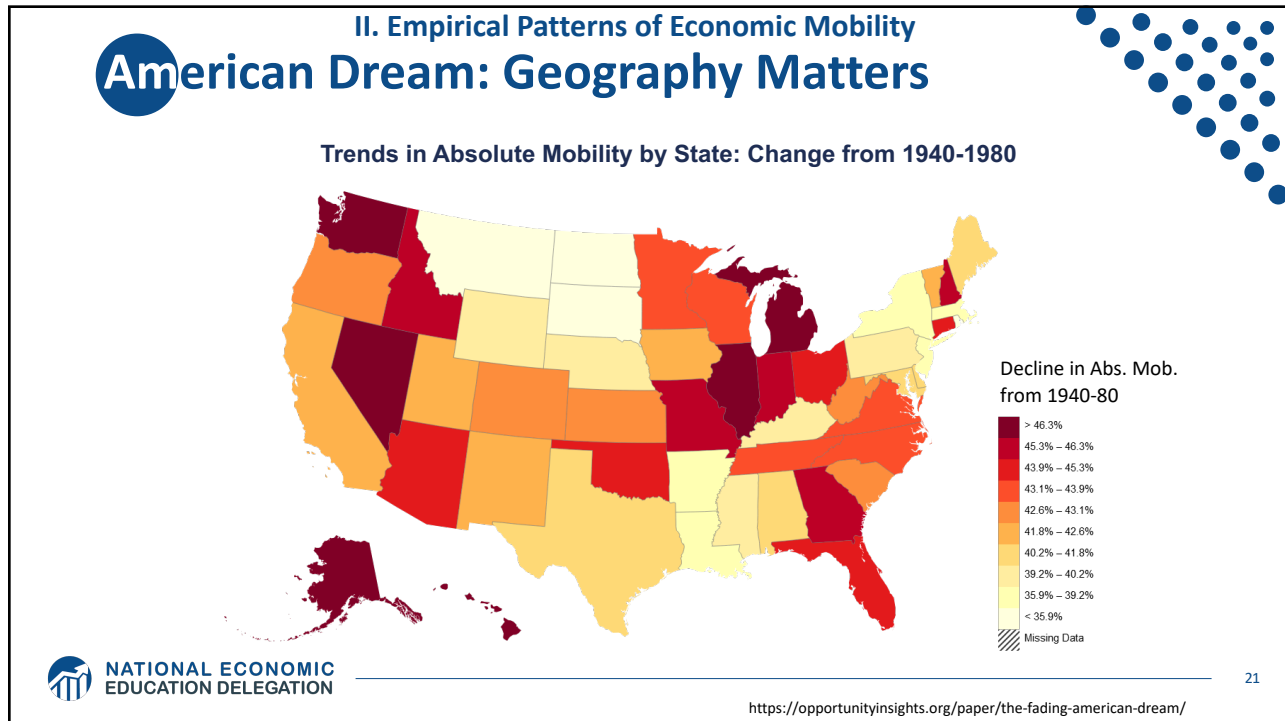 II. Empirical Patterns of Economic Mobility
American Dream: Geography Matters
Trends in Absolute Mobility by State: Change from 1940-1980
Decline in Abs. Mob.
from 1940-80
> 46.3%
45.3% – 46.3%
43.9% – 45.3%
43.1% – 43.9%
42.6% – 43.1%
41.8% – 42.6%
40.2% – 41.8%
39.2% – 40.2%
35.9% – 39.2%
< 35.9%
Missing Data
NATIONAL ECONOMIC
EDUCATION DELEGATION
21
https://opportunityinsights.org/paper/the-fading-american-dream/